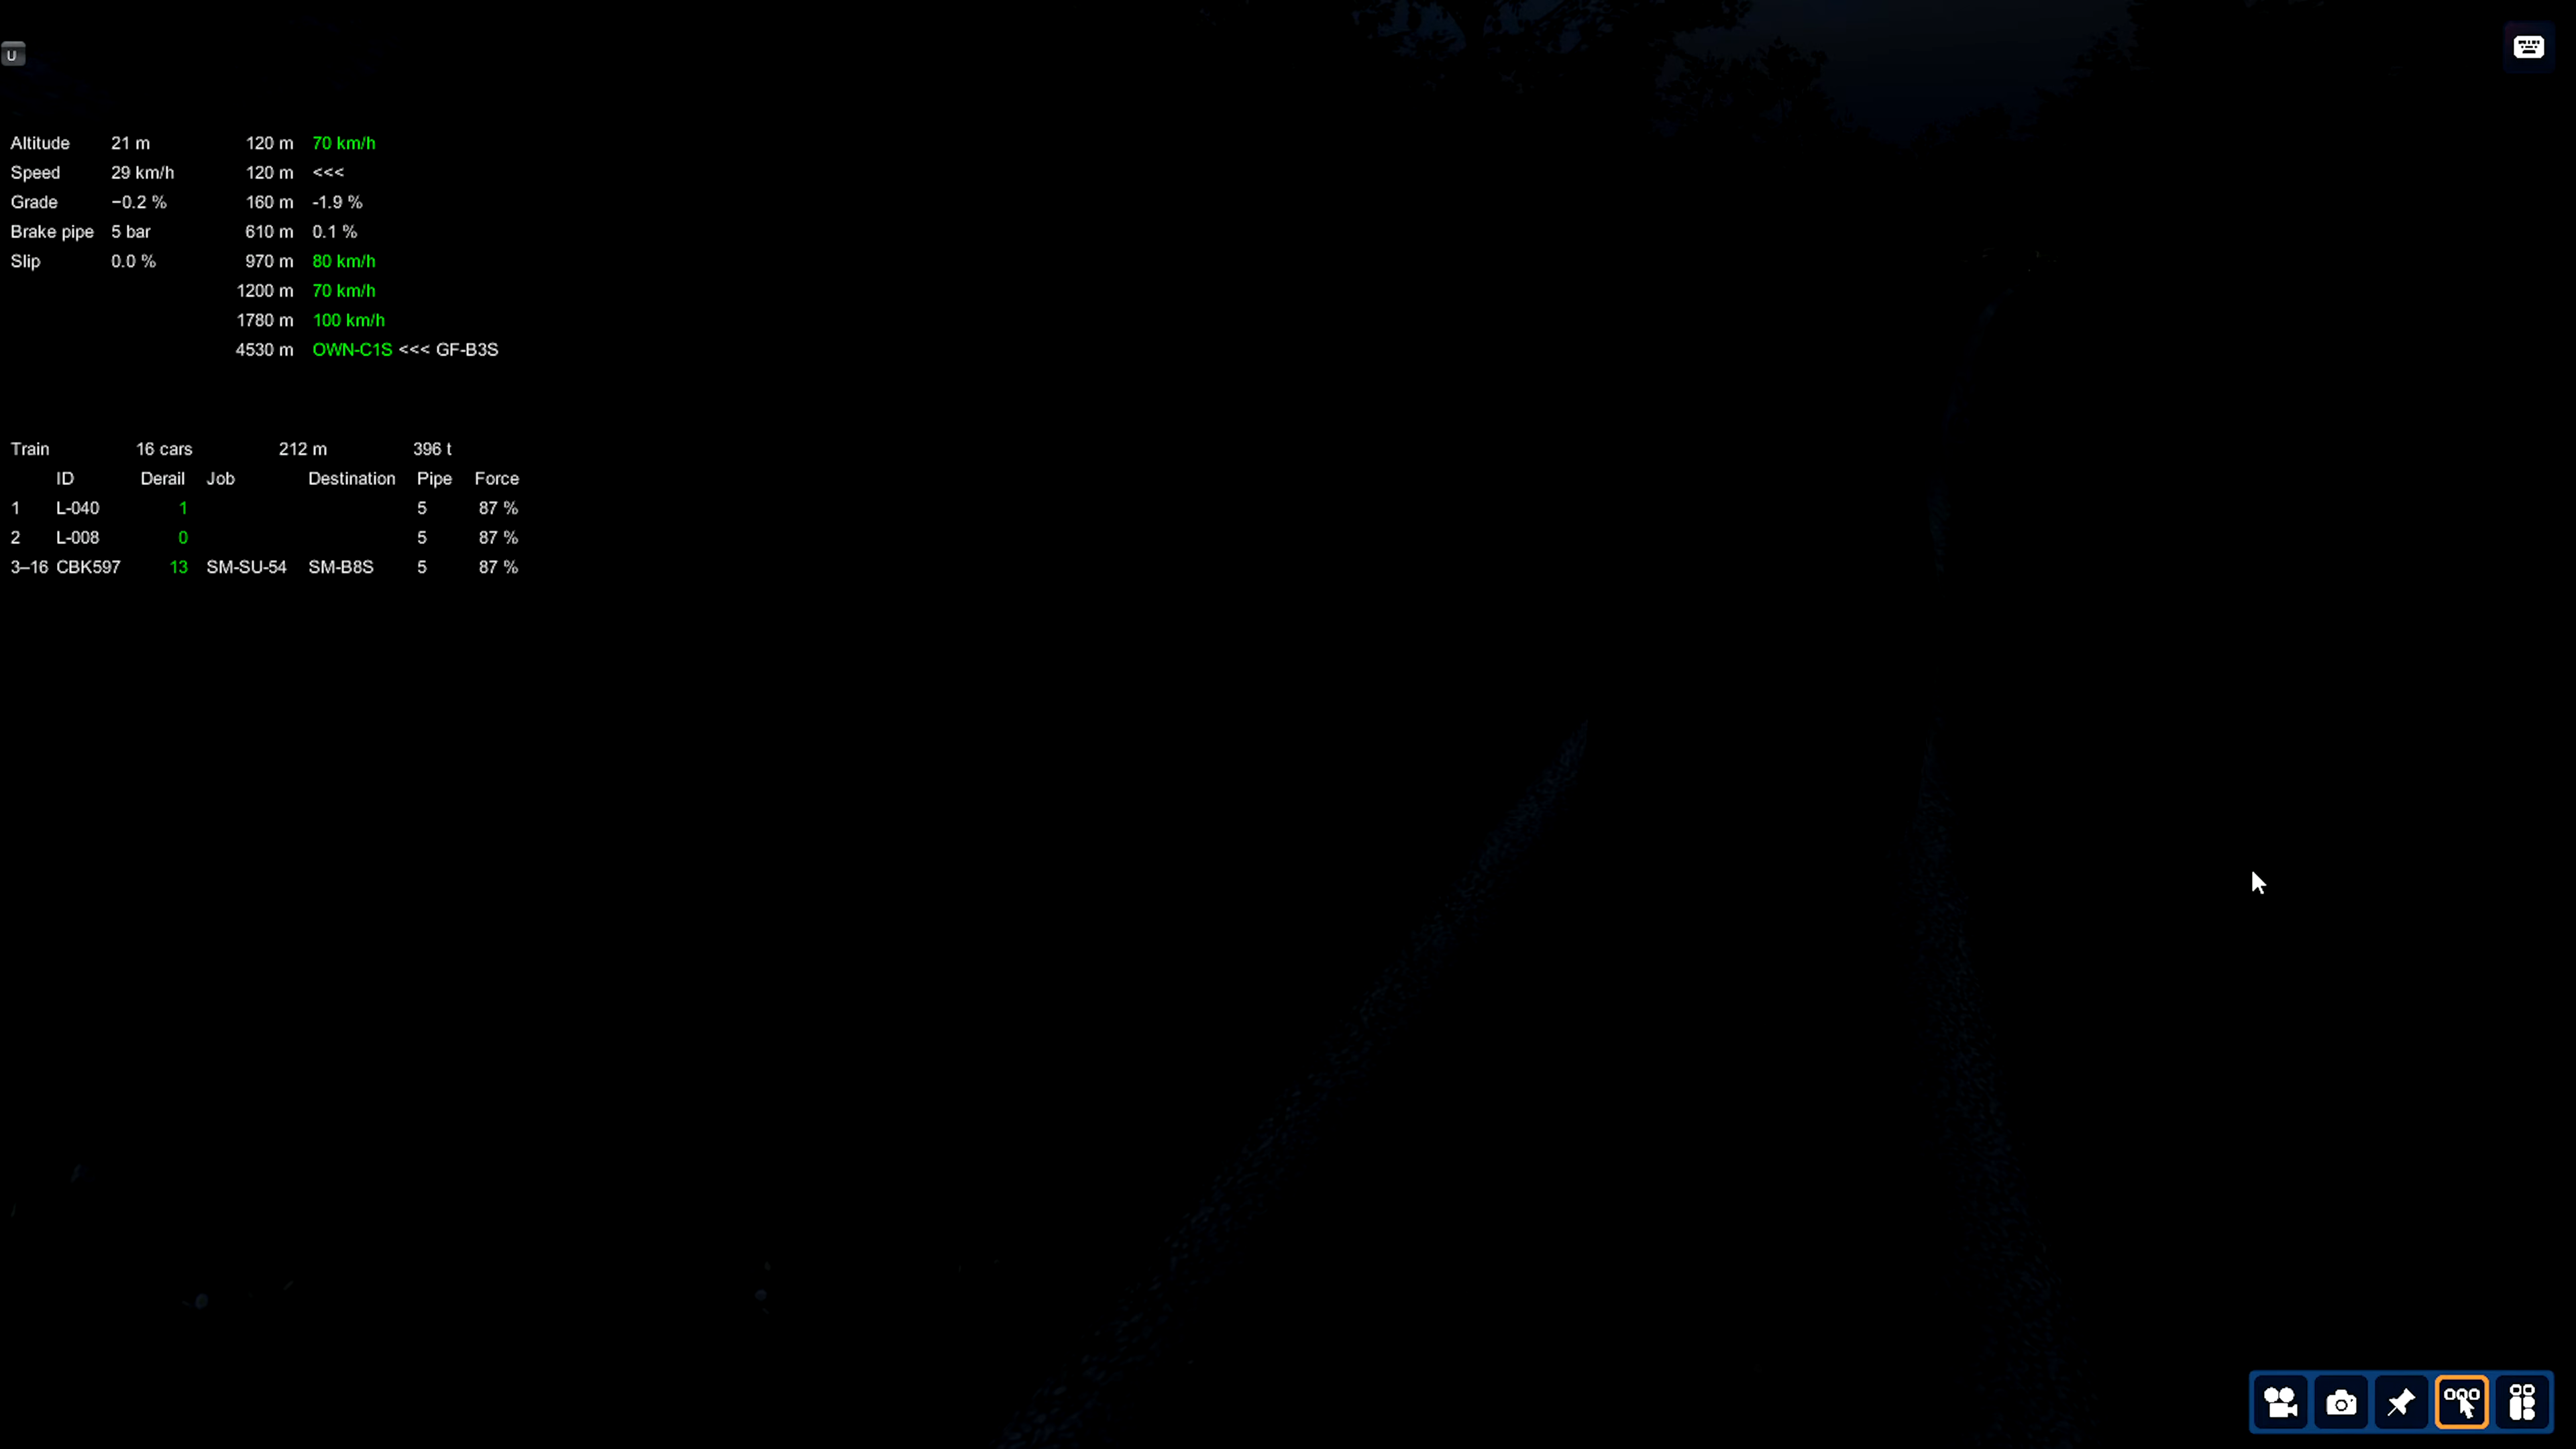 U
Altitude 21 m 120 m 70 km/h
Speed 29 km/h 120 m <<<
Grade −0.2 % 160 m -1.9 %
Brake pipe 5 bar 610 m 0.1 %
Slip 0.0 % 970 m 80 km/h
1200 m 70 km/h
1780 m 100 km/h
4530 m OWN-C1S <<< GF-B3S
Train 16 cars 212 m 396 t
ID Derail Job Destination Pipe Force
1 L-040 1 5 87 %
2 L-008 0 5 87 %
3–16 CBK597 13 SM-SU-54 SM-B8S 5 87 %